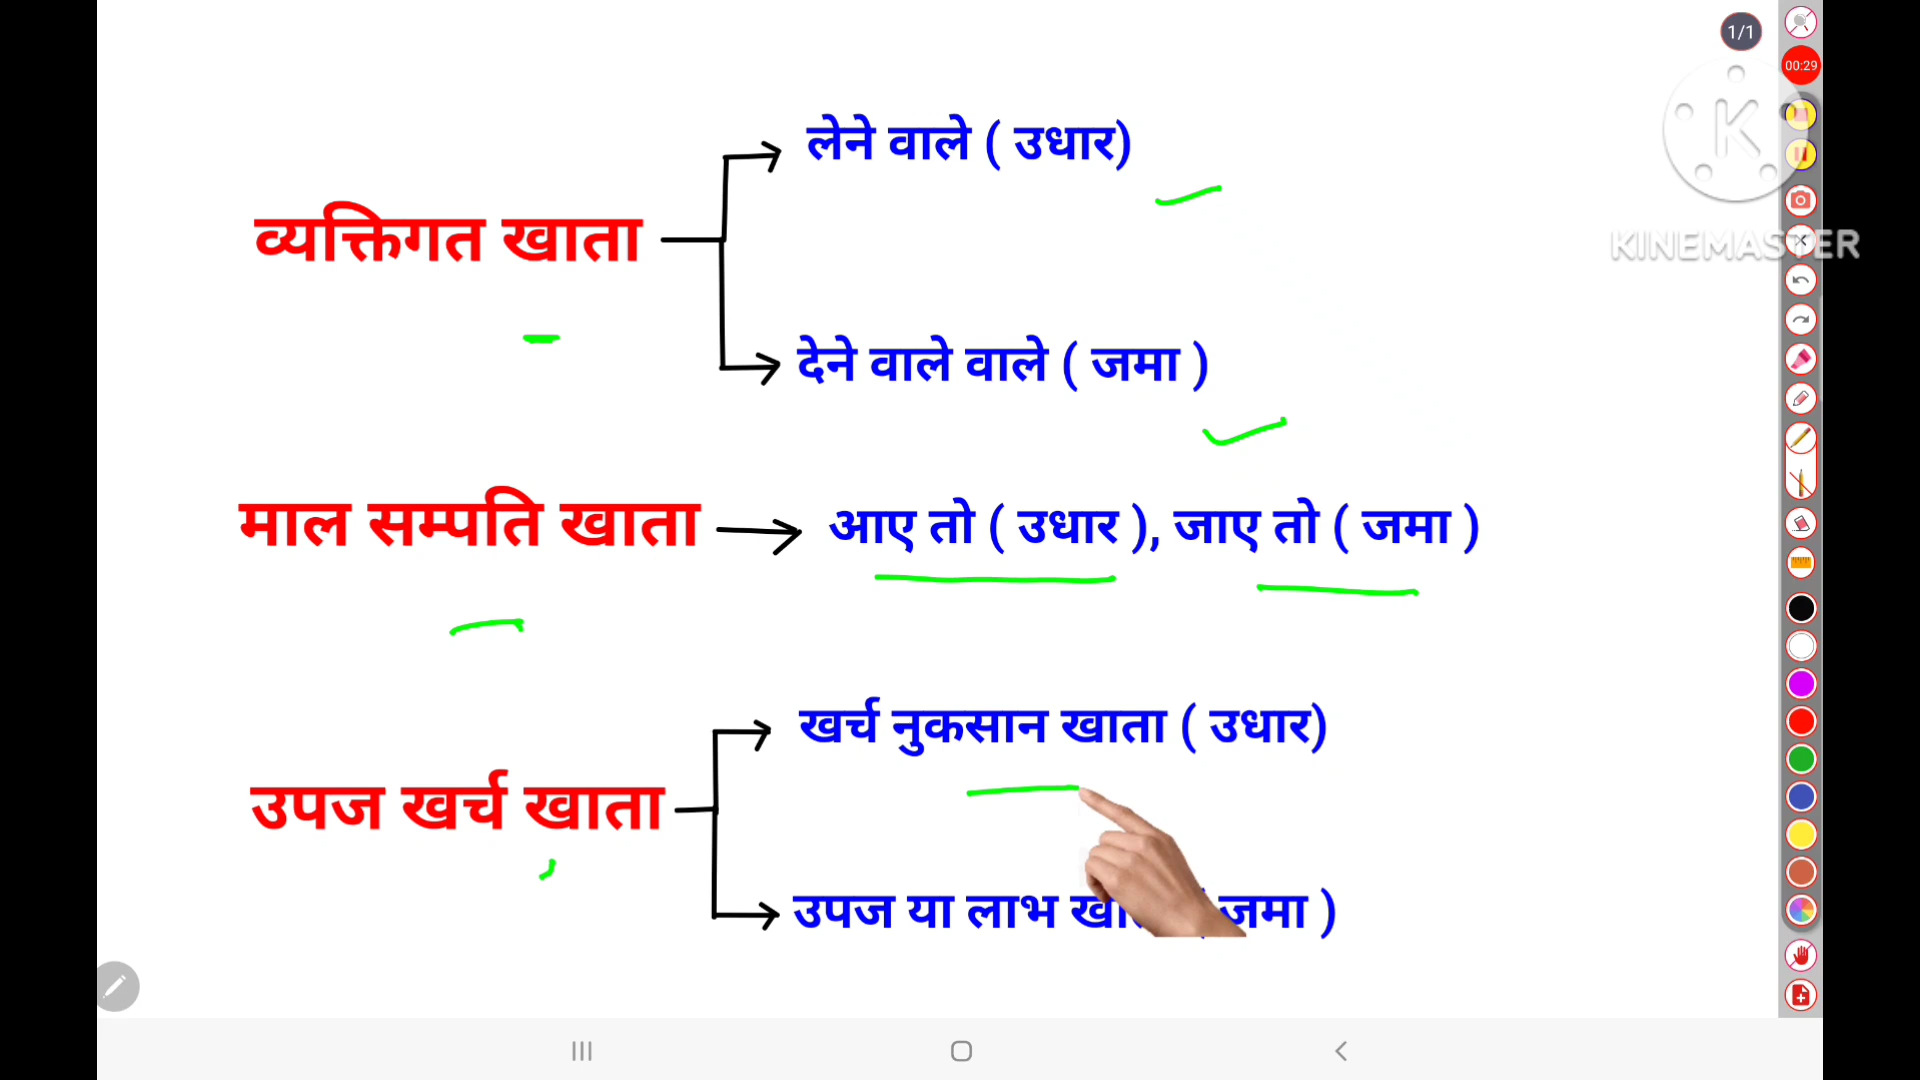 1/1
00:29
KINEMASTER
लेने वाले ( उधार)
व्यक्तिगत खाता
देने वाले वाले ( जमा )
माल सम्पति खाता
आए तो ( उधार ), जाए तो ( जमा )
खर्च नुकसान खाता ( उधार)
उपज खर्च खाता
उपज या लाभ जमा )